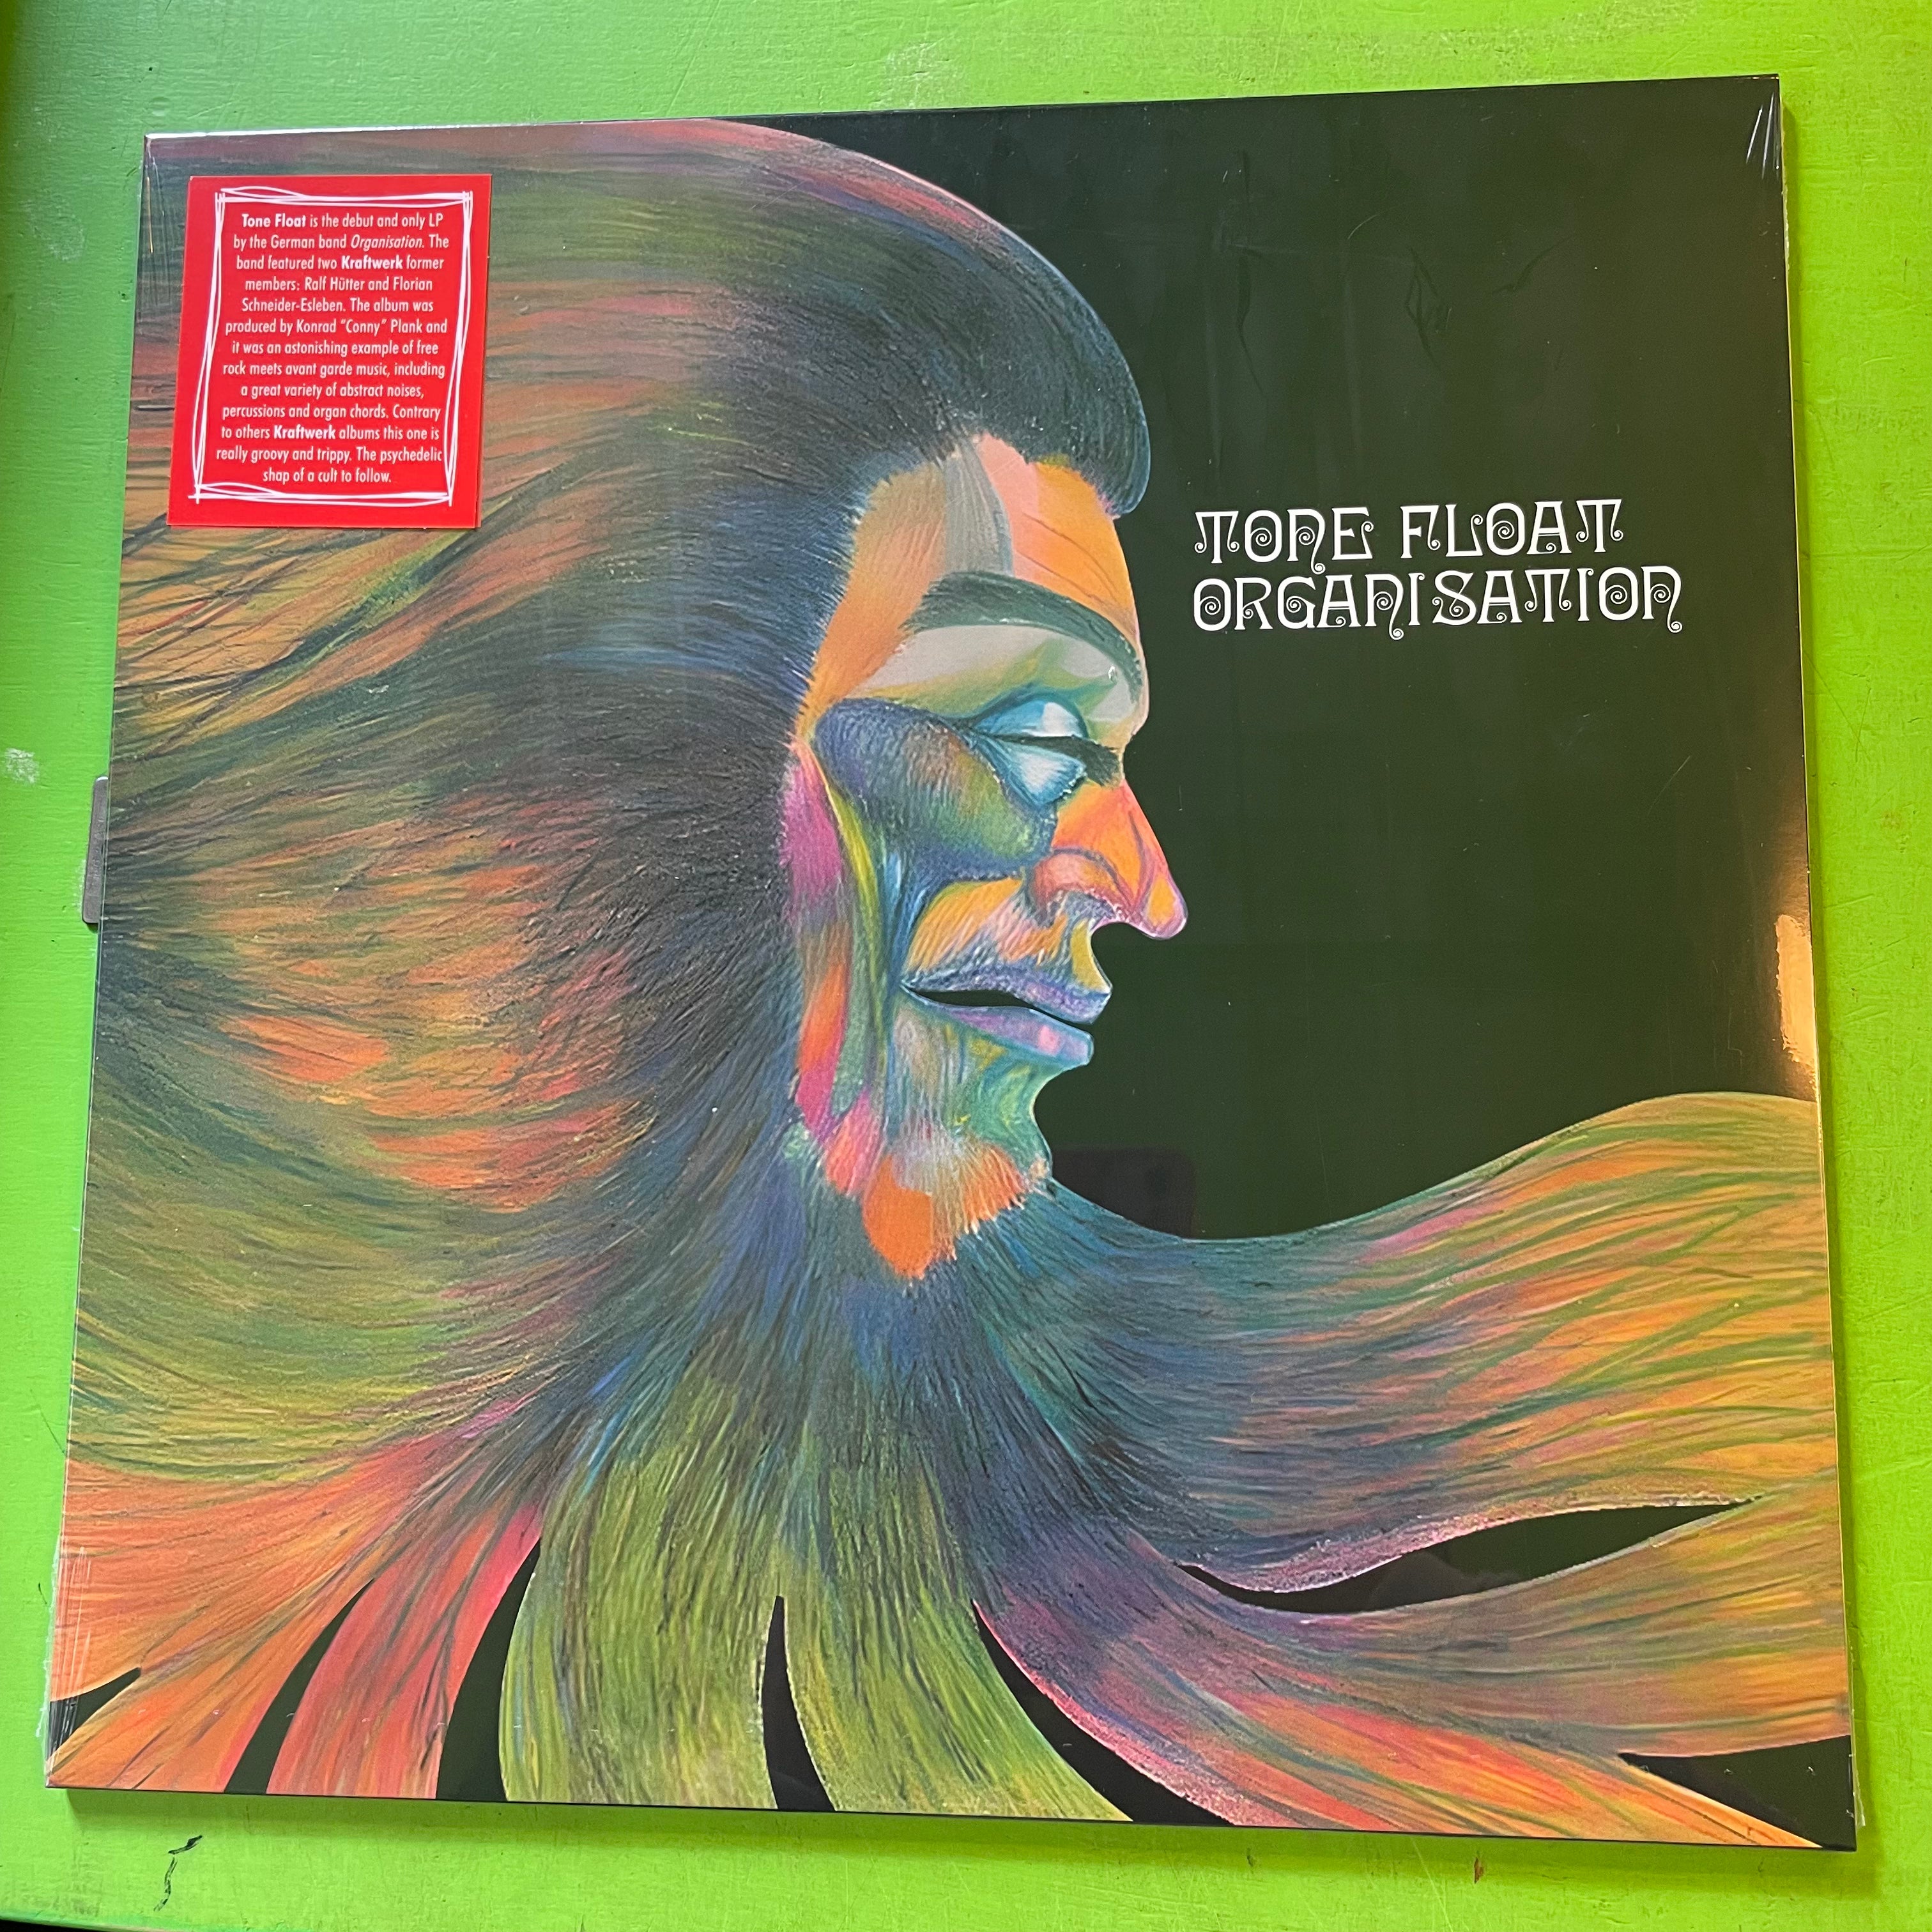 Tone Float is the debut and only LP
by the German band Organisation. The
band featured two Kraftwerk former
members: Ralf Hütter and Florian
Schneider-Esleben. The album was
produced by Konrad "Conny" Plank and
it was an astonishing example of free
rock meets avant garde music, including
a great variety of abstract noises,
percussions and organ chords. Contrary
to others Kraftwerk albums this one is
really groovy and trippy. The psychedelic
shap of a cult to follow.
TONE FLOAT
ORGANISATION